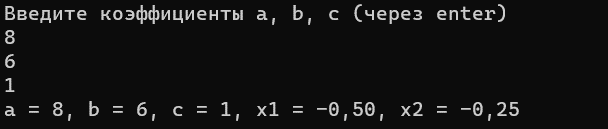 Введите коэффициенты a, b, c (через enter)
8
6
1
a = 8, b = 6, c = 1, x1 = -0,50, x2 = -0,25